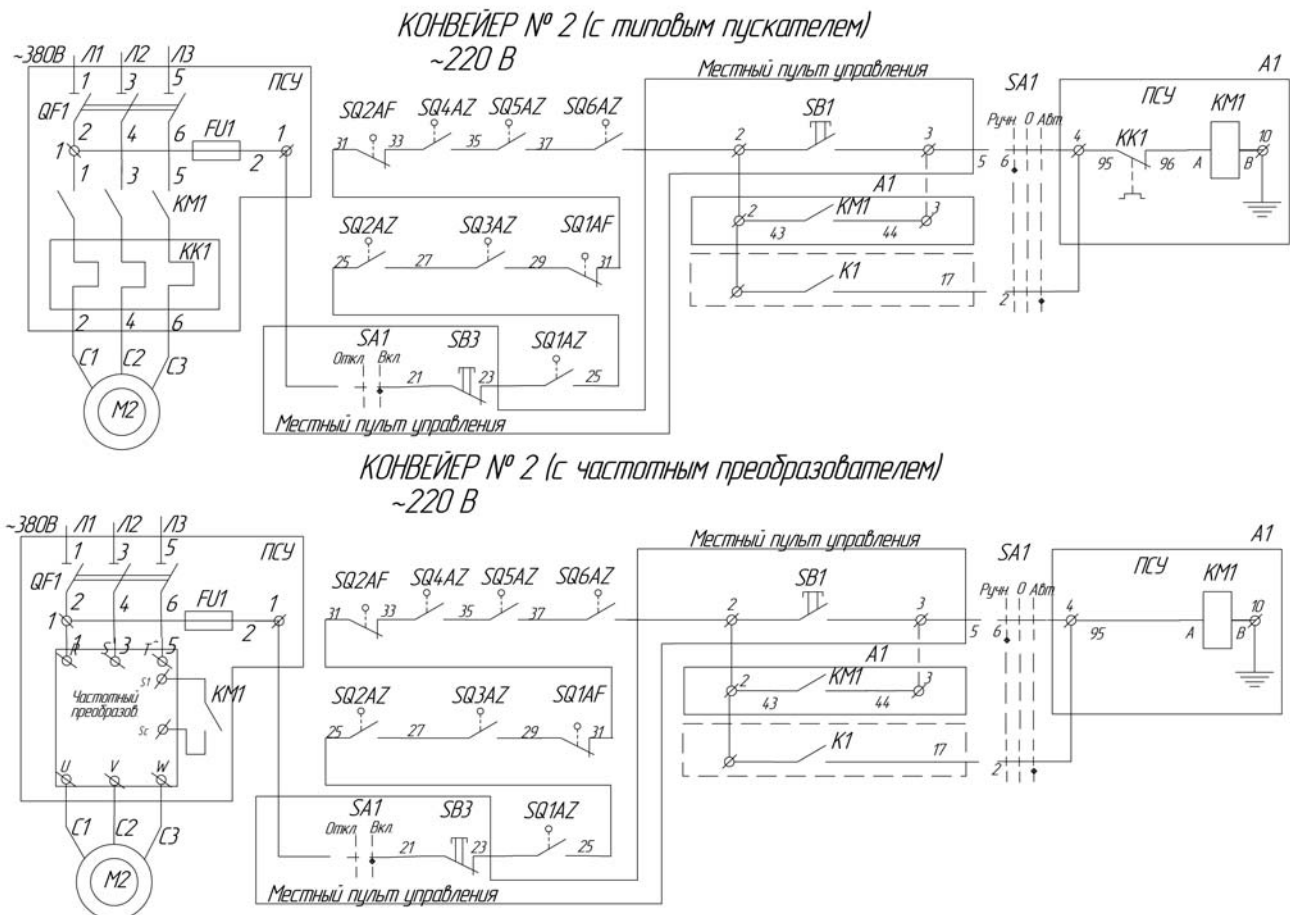 КОНВЕЙЕР № 2 (с типовым пускателем)
~220 В
~380В Л1 Л2 Л3
ПСУ
1 3 5
QF1
2 4 6 FU1 1
1 2
1 3 5
KM1
KK1
2 4 6
C1 C2 C3
M2
SQ2AF SQ4AZ SQ5AZ SQ6AZ
31 33 35 37
SQ2AZ SQ3AZ SQ1AF
25 27 29 31
SA1 SB3 SQ1AZ
Откл Вкл
21 23 25
Местный пульт управления
Местный пульт управления
SB1
2 3
A1
2 KM1 3
43 44
K1 17
SA1
Ручн. 0 Авт.
5 6
2
A1
ПСУ KM1
4 KK1 10
95 96 A B
КОНВЕЙЕР № 2 (с частотным преобразователем)
~220 В
~380В Л1 Л2 Л3
ПСУ
1 3 5
QF1
2 4 6 FU1 1
1 2
1 3 5
R S T
S1
KM1
Частотный
преобразов.
Sc
U V W
C1 C2 C3
M2
SQ2AF SQ4AZ SQ5AZ SQ6AZ
31 33 35 37
SQ2AZ SQ3AZ SQ1AF
25 27 29 31
SA1 SB3 SQ1AZ
Откл Вкл
21 23 25
Местный пульт управления
Местный пульт управления
SB1
2 3
A1
2 KM1 3
43 44
K1 17
SA1
Ручн. 0 Авт.
5 6
2
A1
ПСУ KM1
4 10
95 A B